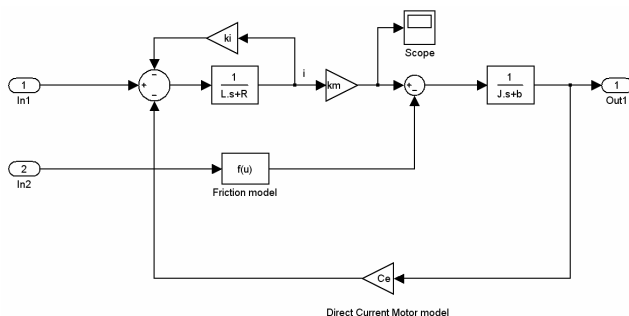 ki
Scope
1
In1
+
−
−
1
L.s+R
i
km
+
−
1
J.s+b
1
Out1
2
In2
f(u)
Friction model
Ce
Direct Current Motor model